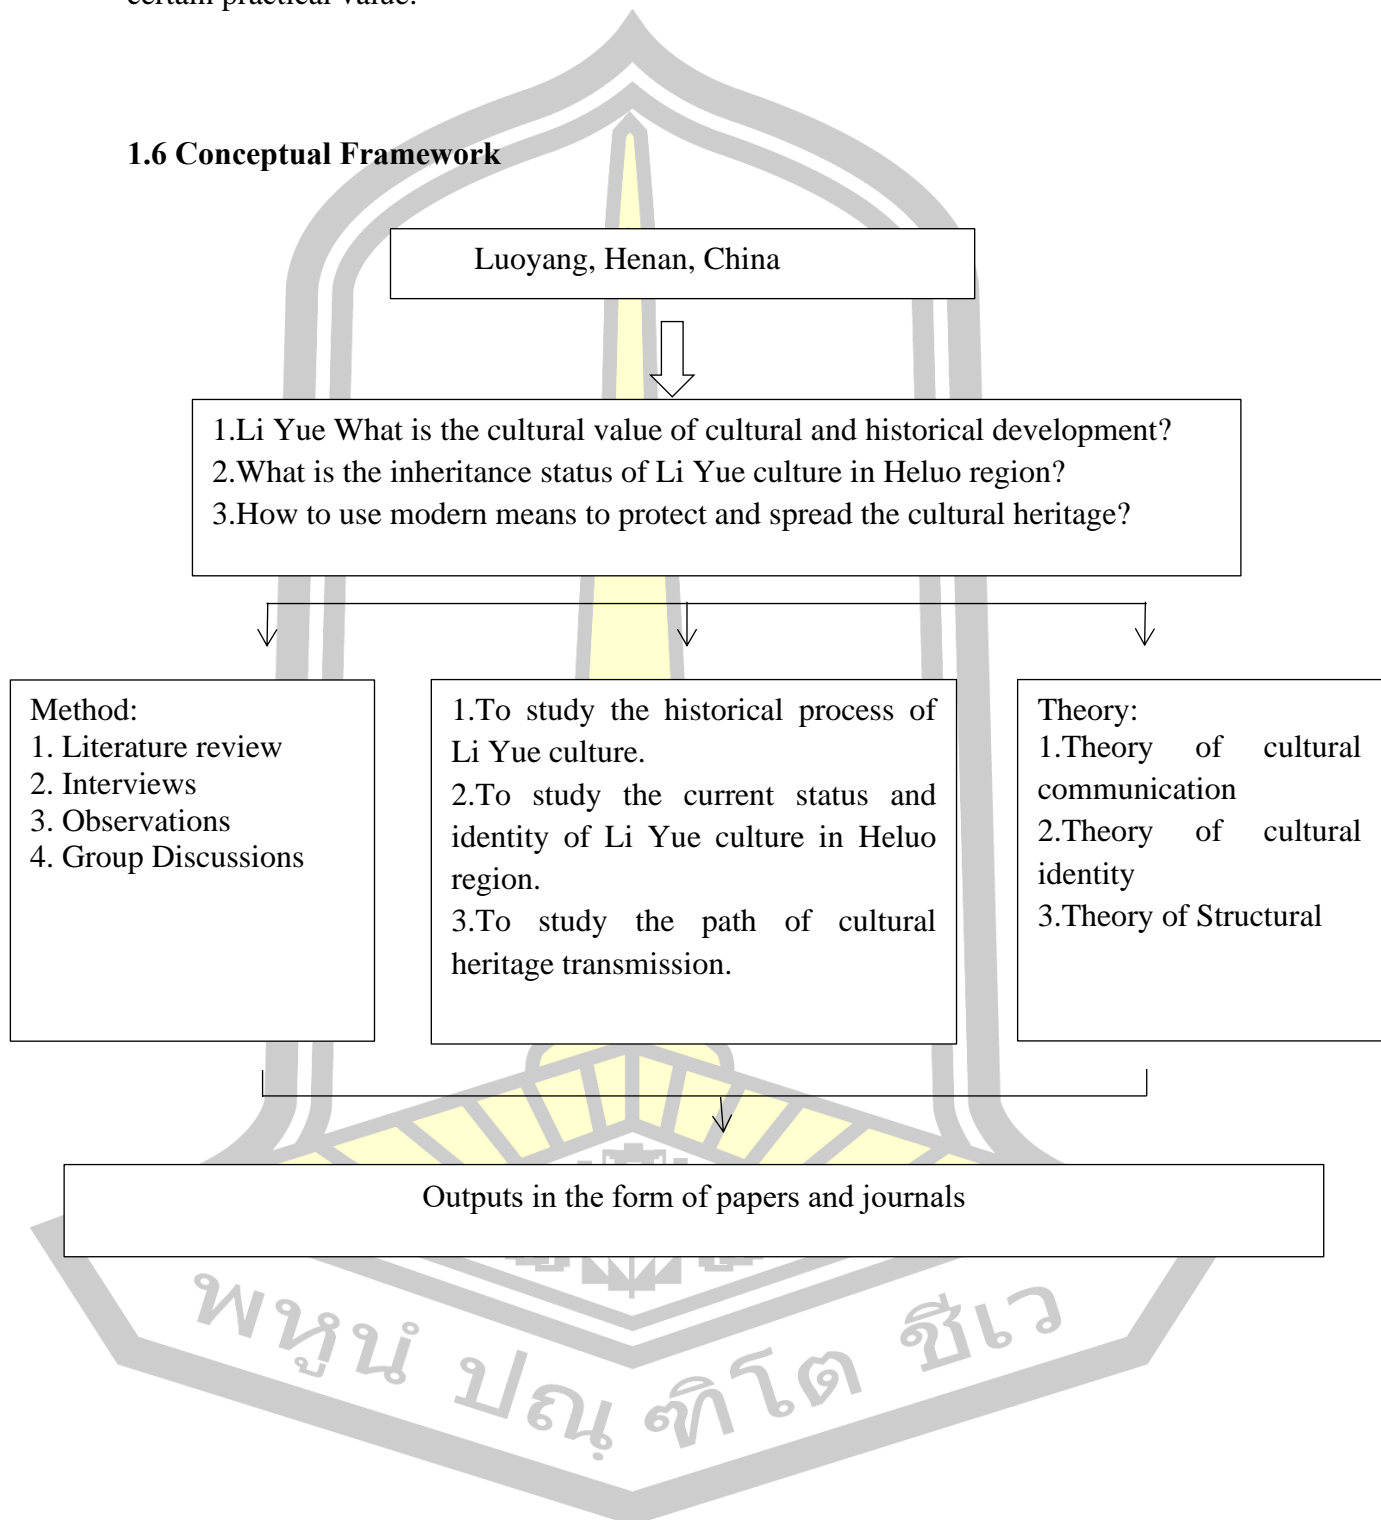 certain practical value.
1.6 Conceptual Framework
Luoyang, Henan, China
1.Li Yue What is the cultural value of cultural and historical development?
2.What is the inheritance status of Li Yue culture in Heluo region?
3.How to use modern means to protect and spread the cultural heritage?
Method:
1. Literature review
2. Interviews
3. Observations
4. Group Discussions
1.To study the historical process of
Li Yue culture.
2.To study the current status and
identity of Li Yue culture in Heluo
region.
3.To study the path of cultural
heritage transmission.
Theory:
1.Theory of cultural
communication
2.Theory of cultural
identity
3.Theory of Structural
Outputs in the form of papers and journals
พหูนํ ปณฺฑิโต ชีเว